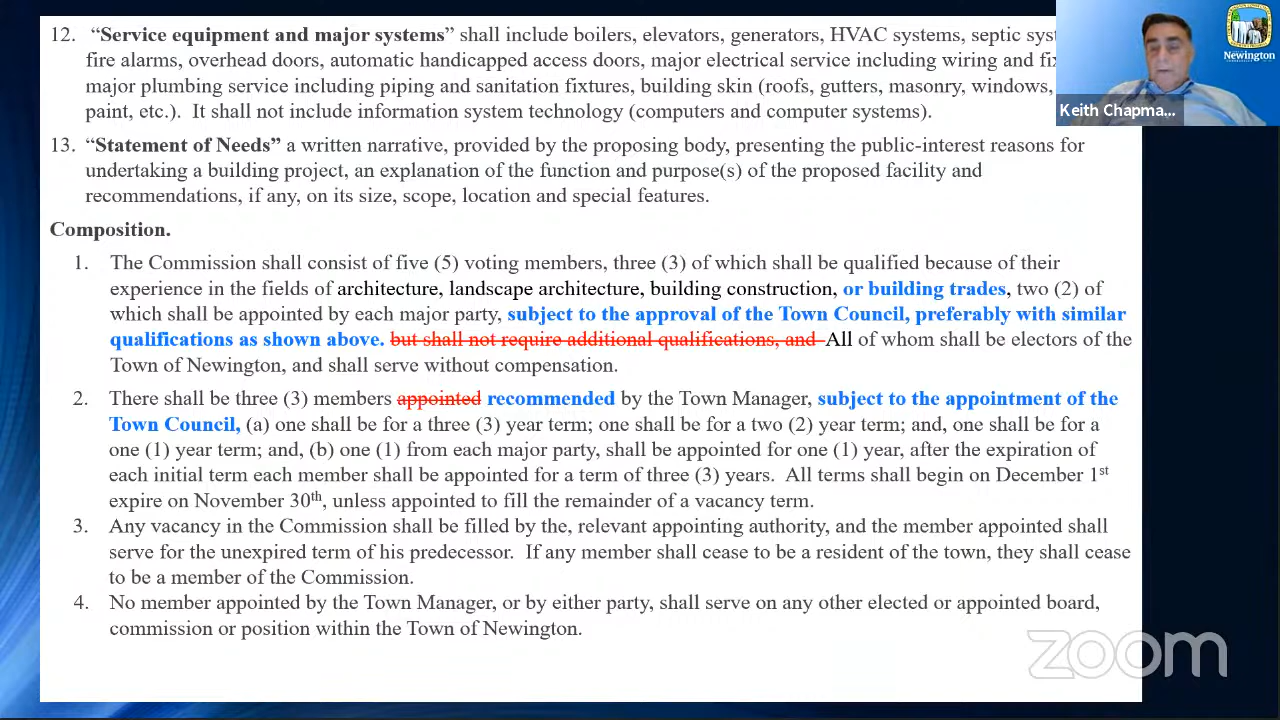 12. “Service equipment and major systems” shall include boilers, elevators, generators, HVAC systems, septic syst
fire alarms, overhead doors, automatic handicapped access doors, major electrical service including wiring and fix
major plumbing service including piping and sanitation fixtures, building skin (roofs, gutters, masonry, windows,
paint, etc.). It shall not include information system technology (computers and computer systems).
13. “Statement of Needs” a written narrative, provided by the proposing body, presenting the public-interest reasons for
undertaking a building project, an explanation of the function and purpose(s) of the proposed facility and
recommendations, if any, on its size, scope, location and special features.
Composition.
1. The Commission shall consist of five (5) voting members, three (3) of which shall be qualified because of their
experience in the fields of architecture, landscape architecture, building construction, or building trades, two (2) of
which shall be appointed by each major party, subject to the approval of the Town Council, preferably with similar
qualifications as shown above. but shall not require additional qualifications, and All of whom shall be electors of the
Town of Newington, and shall serve without compensation.
2. There shall be three (3) members appointed recommended by the Town Manager, subject to the appointment of the
Town Council, (a) one shall be for a three (3) year term; one shall be for a two (2) year term; and, one shall be for a
one (1) year term; and, (b) one (1) from each major party, shall be appointed for one (1) year, after the expiration of
each initial term each member shall be appointed for a term of three (3) years. All terms shall begin on December 1st
expire on November 30th, unless appointed to fill the remainder of a vacancy term.
3. Any vacancy in the Commission shall be filled by the, relevant appointing authority, and the member appointed shall
serve for the unexpired term of his predecessor. If any member shall cease to be a resident of the town, they shall cease
to be a member of the Commission.
4. No member appointed by the Town Manager, or by either party, shall serve on any other elected or appointed board,
commission or position within the Town of Newington.
Keith Chapma...
Newington
zoom